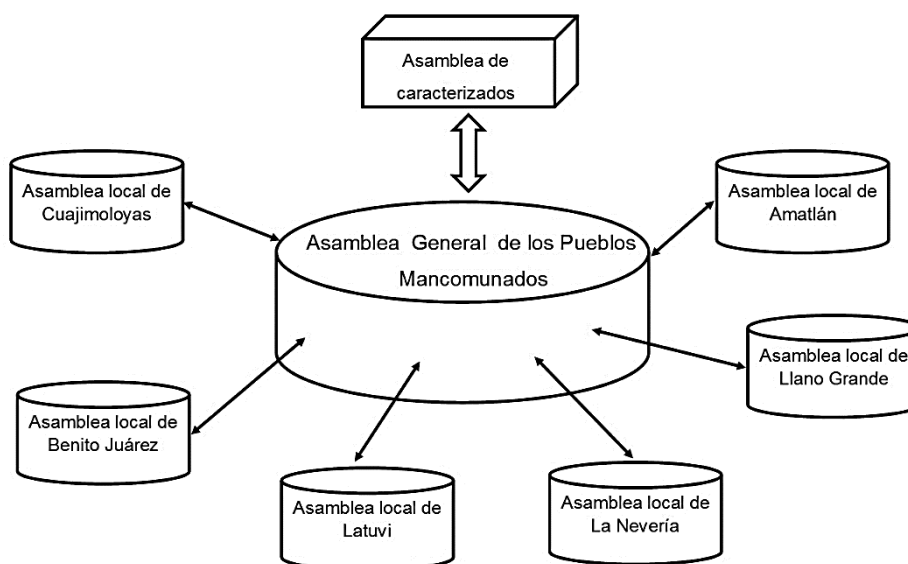 Asamblea de
caracterizados
Asamblea local de
Cuajimoloyas
Asamblea local de
Amatlán
Asamblea General de los Pueblos
Mancomunados
Asamblea local de
Llano Grande
Asamblea local de
Benito Juárez
Asamblea local de
Latuvi
Asamblea local de
La Nevería